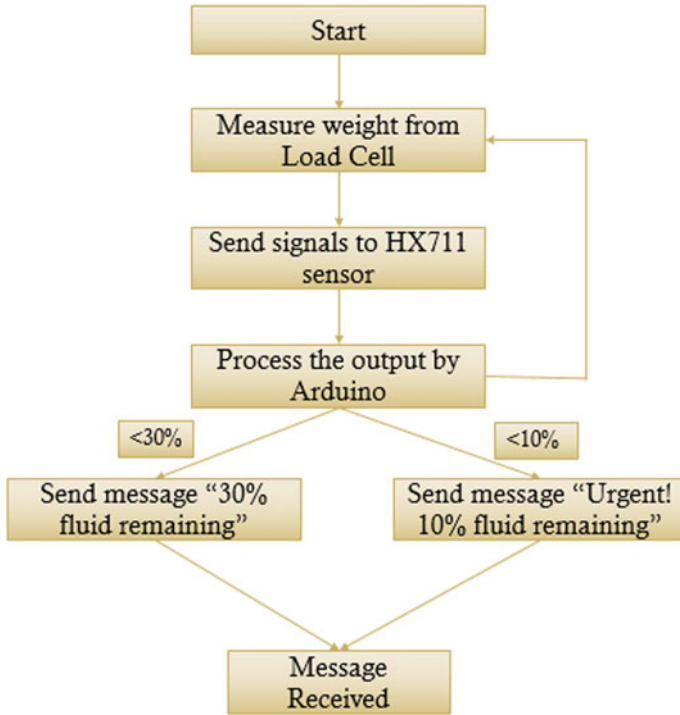 Start
Measure weight from
Load Cell
Send signals to HX711
sensor
Process the output by
Arduino
<30%
<10%
Send message “30%
fluid remaining”
Send message “Urgent!
10% fluid remaining”
Message
Received